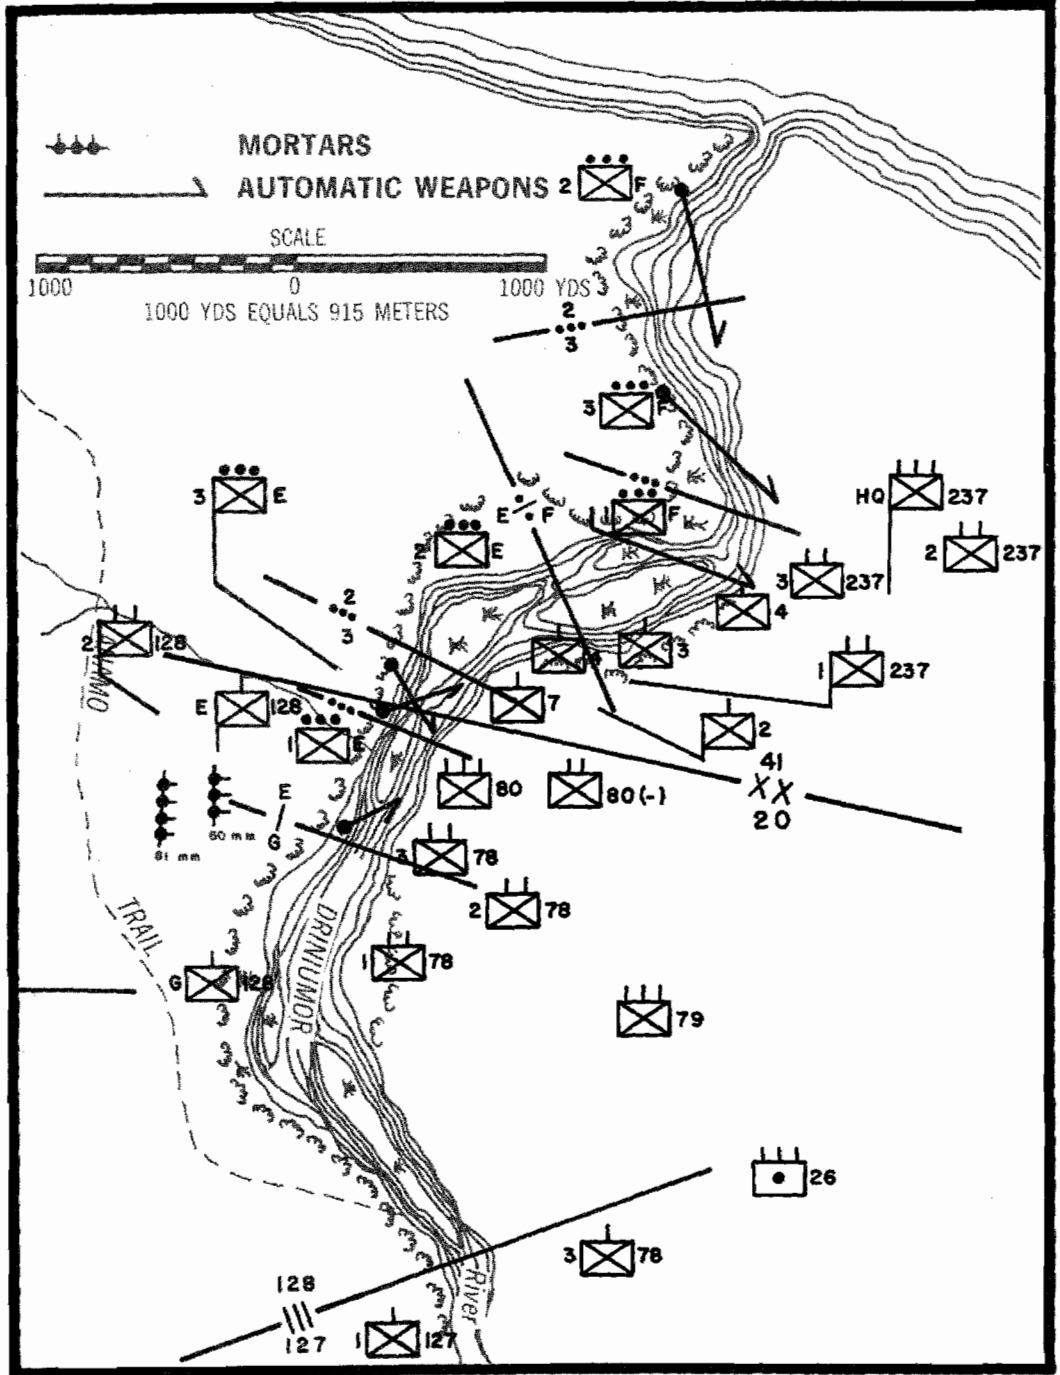 MORTARS
AUTOMATIC WEAPONS
SCALE
1000 0 1000 YDS
1000 YDS EQUALS 915 METERS
2 F
2
3
3 F
3 E
E F
F
HQ 237
2 E
2 237
3 237
2
3
4
2 128
3
1 237
E 128
7
2
1 E
41
XX
20
80
80(-)
E
G
60 mm
81 mm
3 78
2 78
TRAIL
DRINIUMOR
1 78
G 128
79
26
3 78
River
128
127
1 127